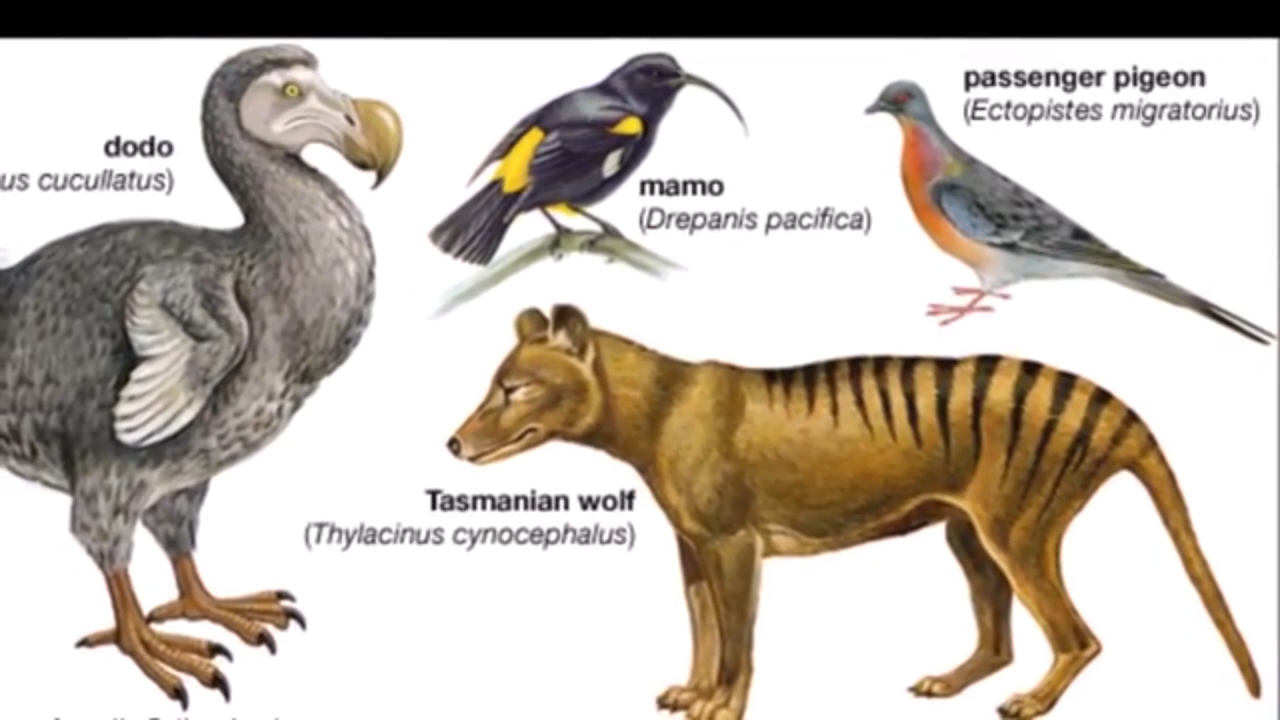 dodo
us cucullatus)
mamo
(Drepanis pacifica)
passenger pigeon
(Ectopistes migratorius)
Tasmanian wolf
(Thylacinus cynocephalus)